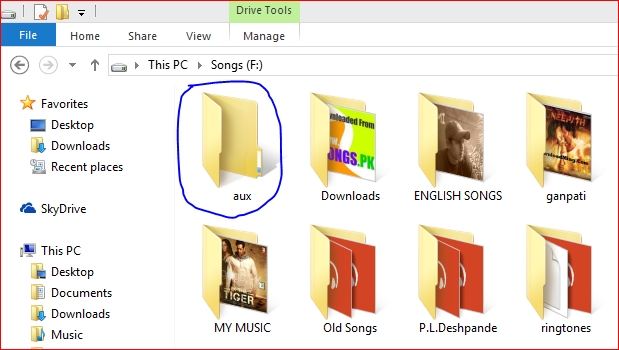 Drive Tools
File Home Share View Manage
This PC Songs (F:)
Favorites
Desktop
Downloads
Recent places
SkyDrive
This PC
Desktop
Documents
Downloads
Music
aux Downloads ENGLISH SONGS ganpati
MY MUSIC Old Songs P.L.Deshpande ringtones
nloaded From
ONGS.PK
TIGER